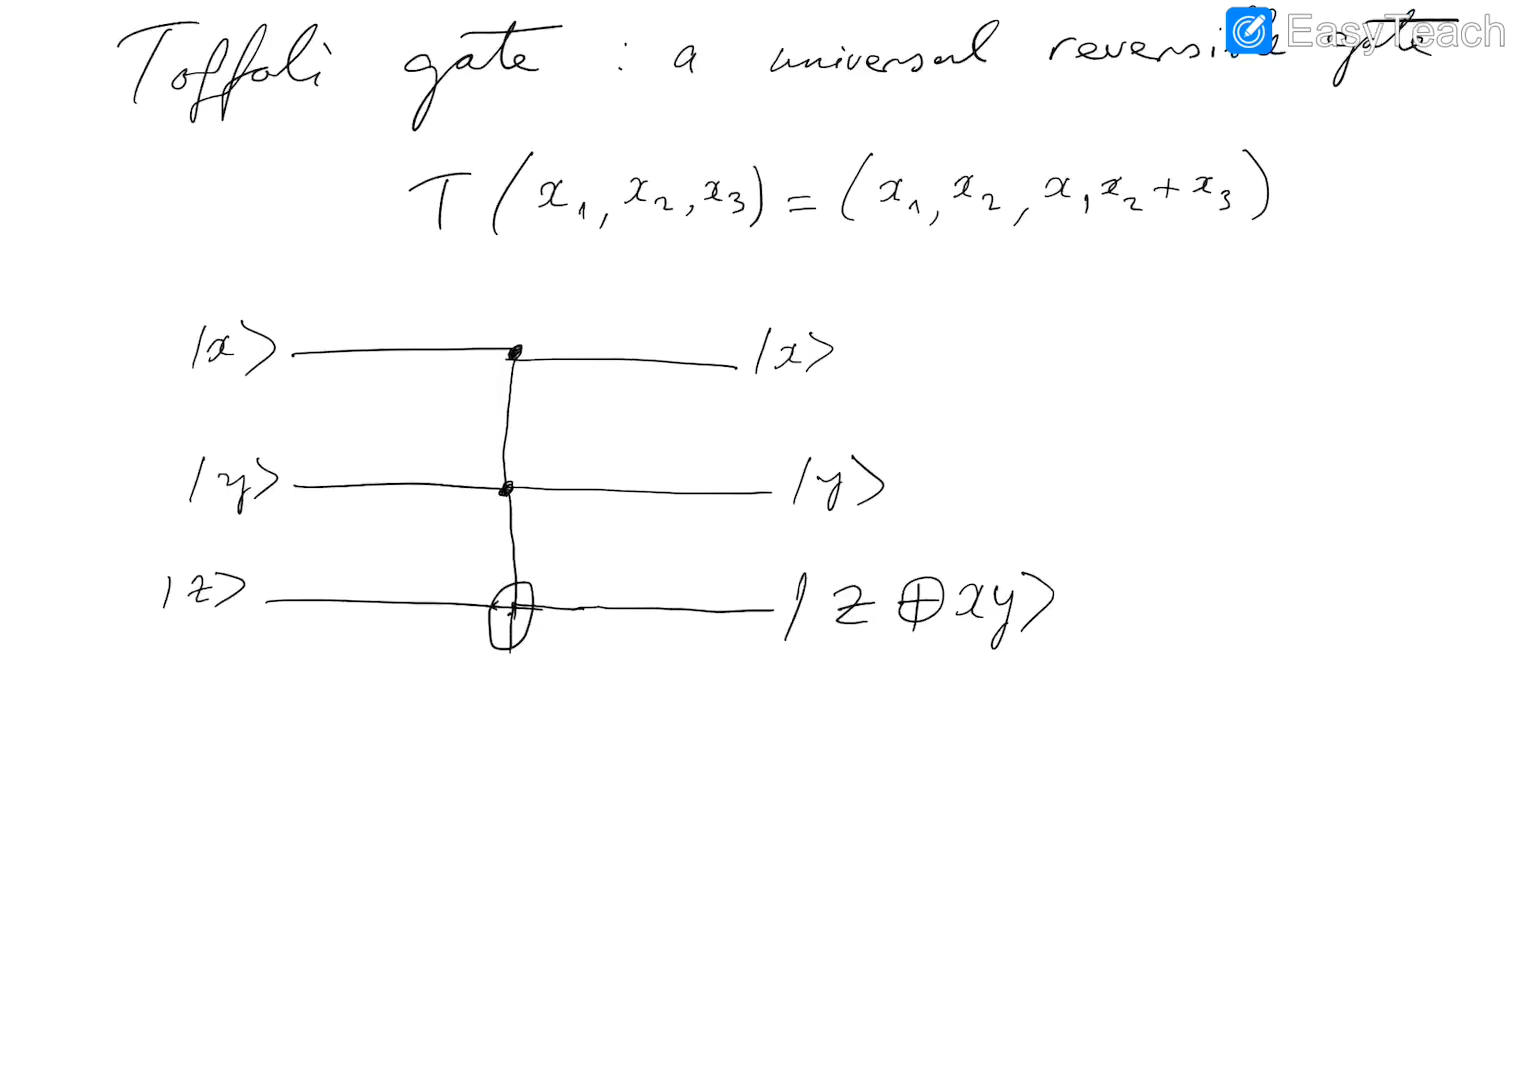 Toffoli gate : a universal reversible gate
EasyTeach
T(x₁, x₂, x₃) = (x₁, x₂, x₁x₂ + x₃)
|x⟩ |x⟩
|y⟩ |y⟩
|z⟩ |z ⊕ xy⟩